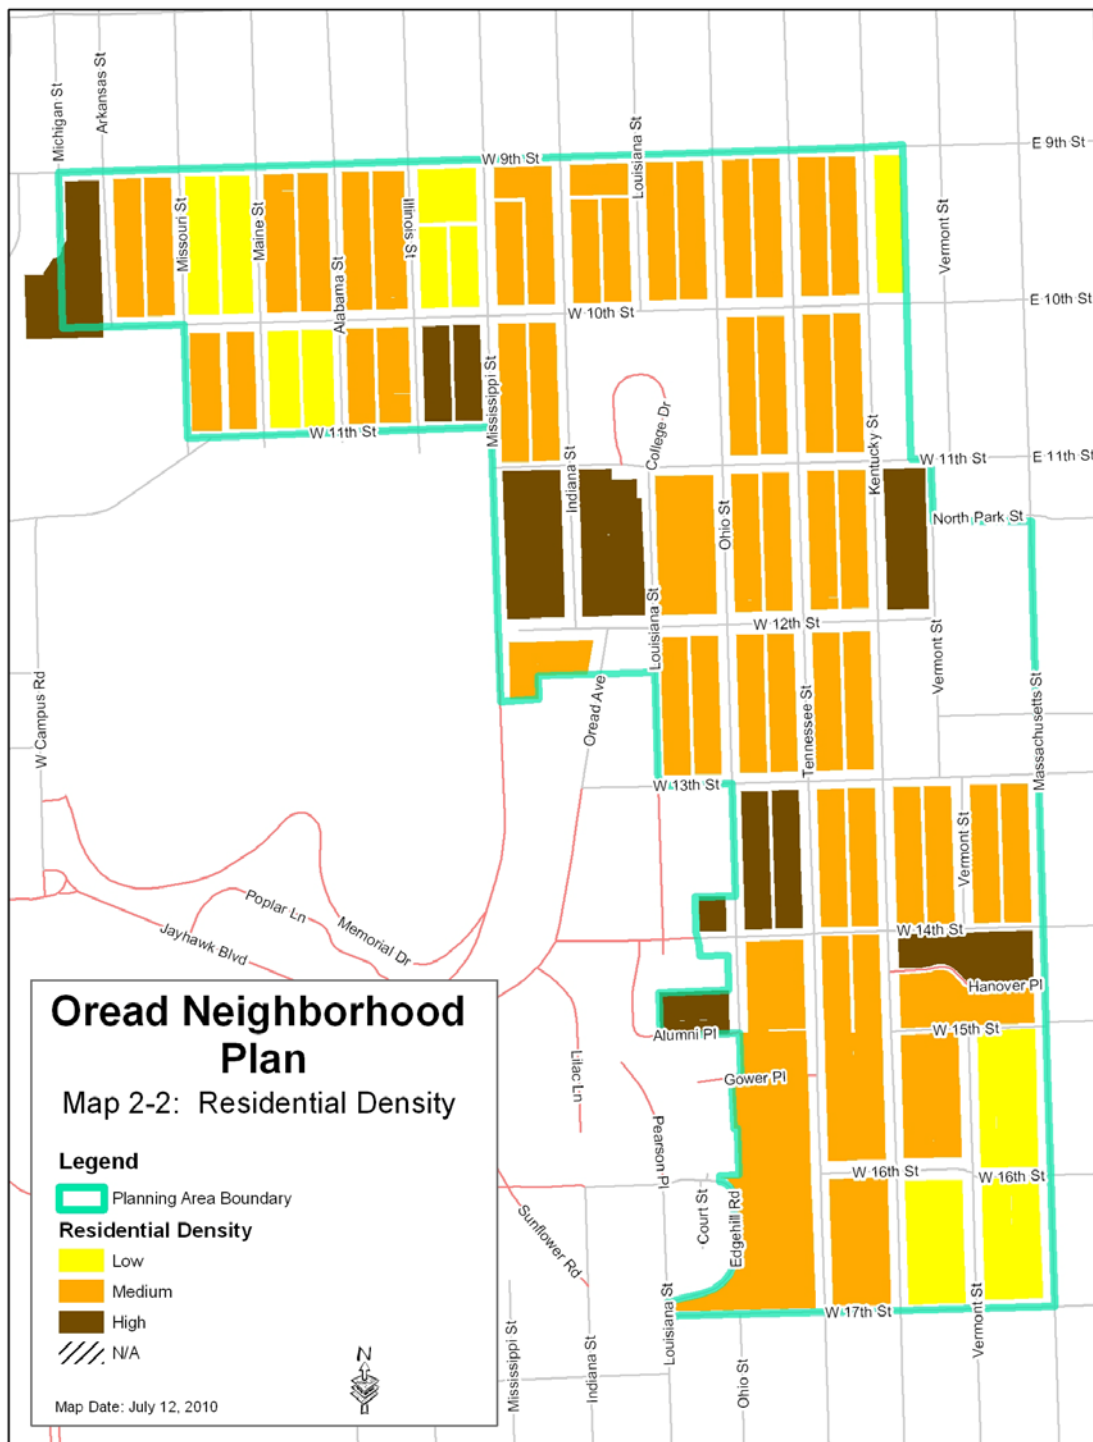 Michigan St
Arkansas St
Missouri St
Maine St
Alabama St
Illinois St
W 9th St
Louisiana St
E 9th St
Vermont St
E 10th St
W 10th St
Mississippi St
W 11th St
Indiana St
College Dr
Ohio St
Kentucky St
W 11th St
E 11th St
North Park St
W 12th St
Louisiana St
Vermont St
Oread Ave
Tennessee St
Massachusetts St
W Campus Rd
W 13th St
Vermont St
Poplar Ln
Memorial Dr
Jayhawk Blvd
W 14th St
Hanover Pl
W 15th St
Alumni Pl
Gower Pl
Lilac Ln
Pearson Pl
W 16th St
W 16th St
Court St
Edgehill Rd
Sunflower Rd
W 17th St
Mississippi St
Indiana St
Louisiana St
Ohio St
Vermont St
Oread Neighborhood
Plan
Map 2-2: Residential Density
Legend
Planning Area Boundary
Residential Density
Low
Medium
High
N/A
N
Map Date: July 12, 2010